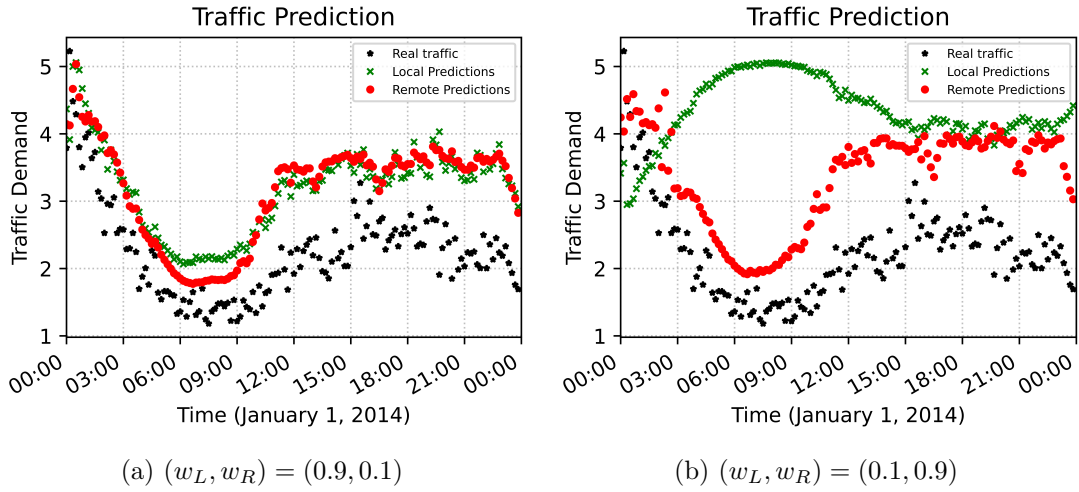 Traffic Prediction
5
4
3
2
1
Traffic Demand
Real traffic
Local Predictions
Remote Predictions
00:00
03:00
06:00
09:00
12:00
15:00
18:00
21:00
00:00
Time (January 1, 2014)
(a) (w_L, w_R) = (0.9, 0.1)
Traffic Prediction
5
4
3
2
1
Traffic Demand
Real traffic
Local Predictions
Remote Predictions
00:00
03:00
06:00
09:00
12:00
15:00
18:00
21:00
00:00
Time (January 1, 2014)
(b) (w_L, w_R) = (0.1, 0.9)